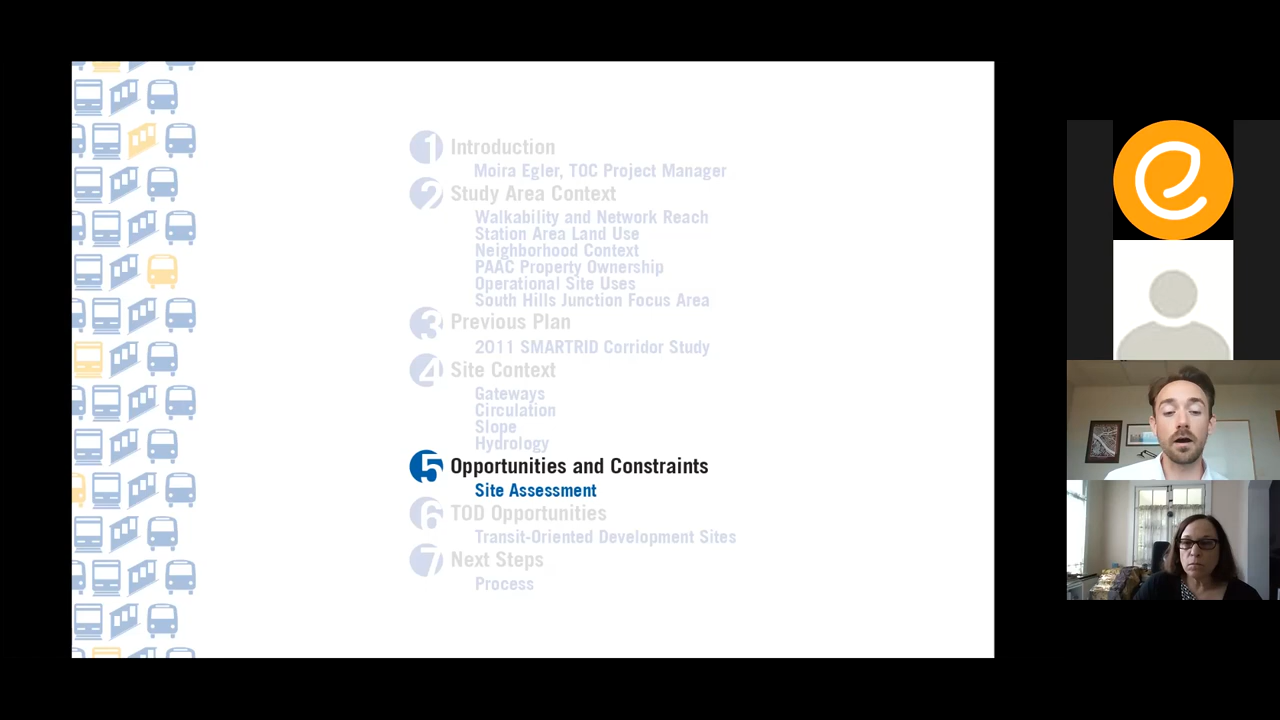 1 Introduction
Moira Egler, TOC Project Manager
2 Study Area Context
Walkability and Network Reach
Station Area Land Use
Neighborhood Context
PAAC Property Ownership
Operational Site Uses
South Hills Junction Focus Area
3 Previous Plan
2011 SMARTRID Corridor Study
4 Site Context
Gateways
Circulation
Slope
Hydrology
5 Opportunities and Constraints
Site Assessment
6 TOD Opportunities
Transit-Oriented Development Sites
7 Next Steps
Process